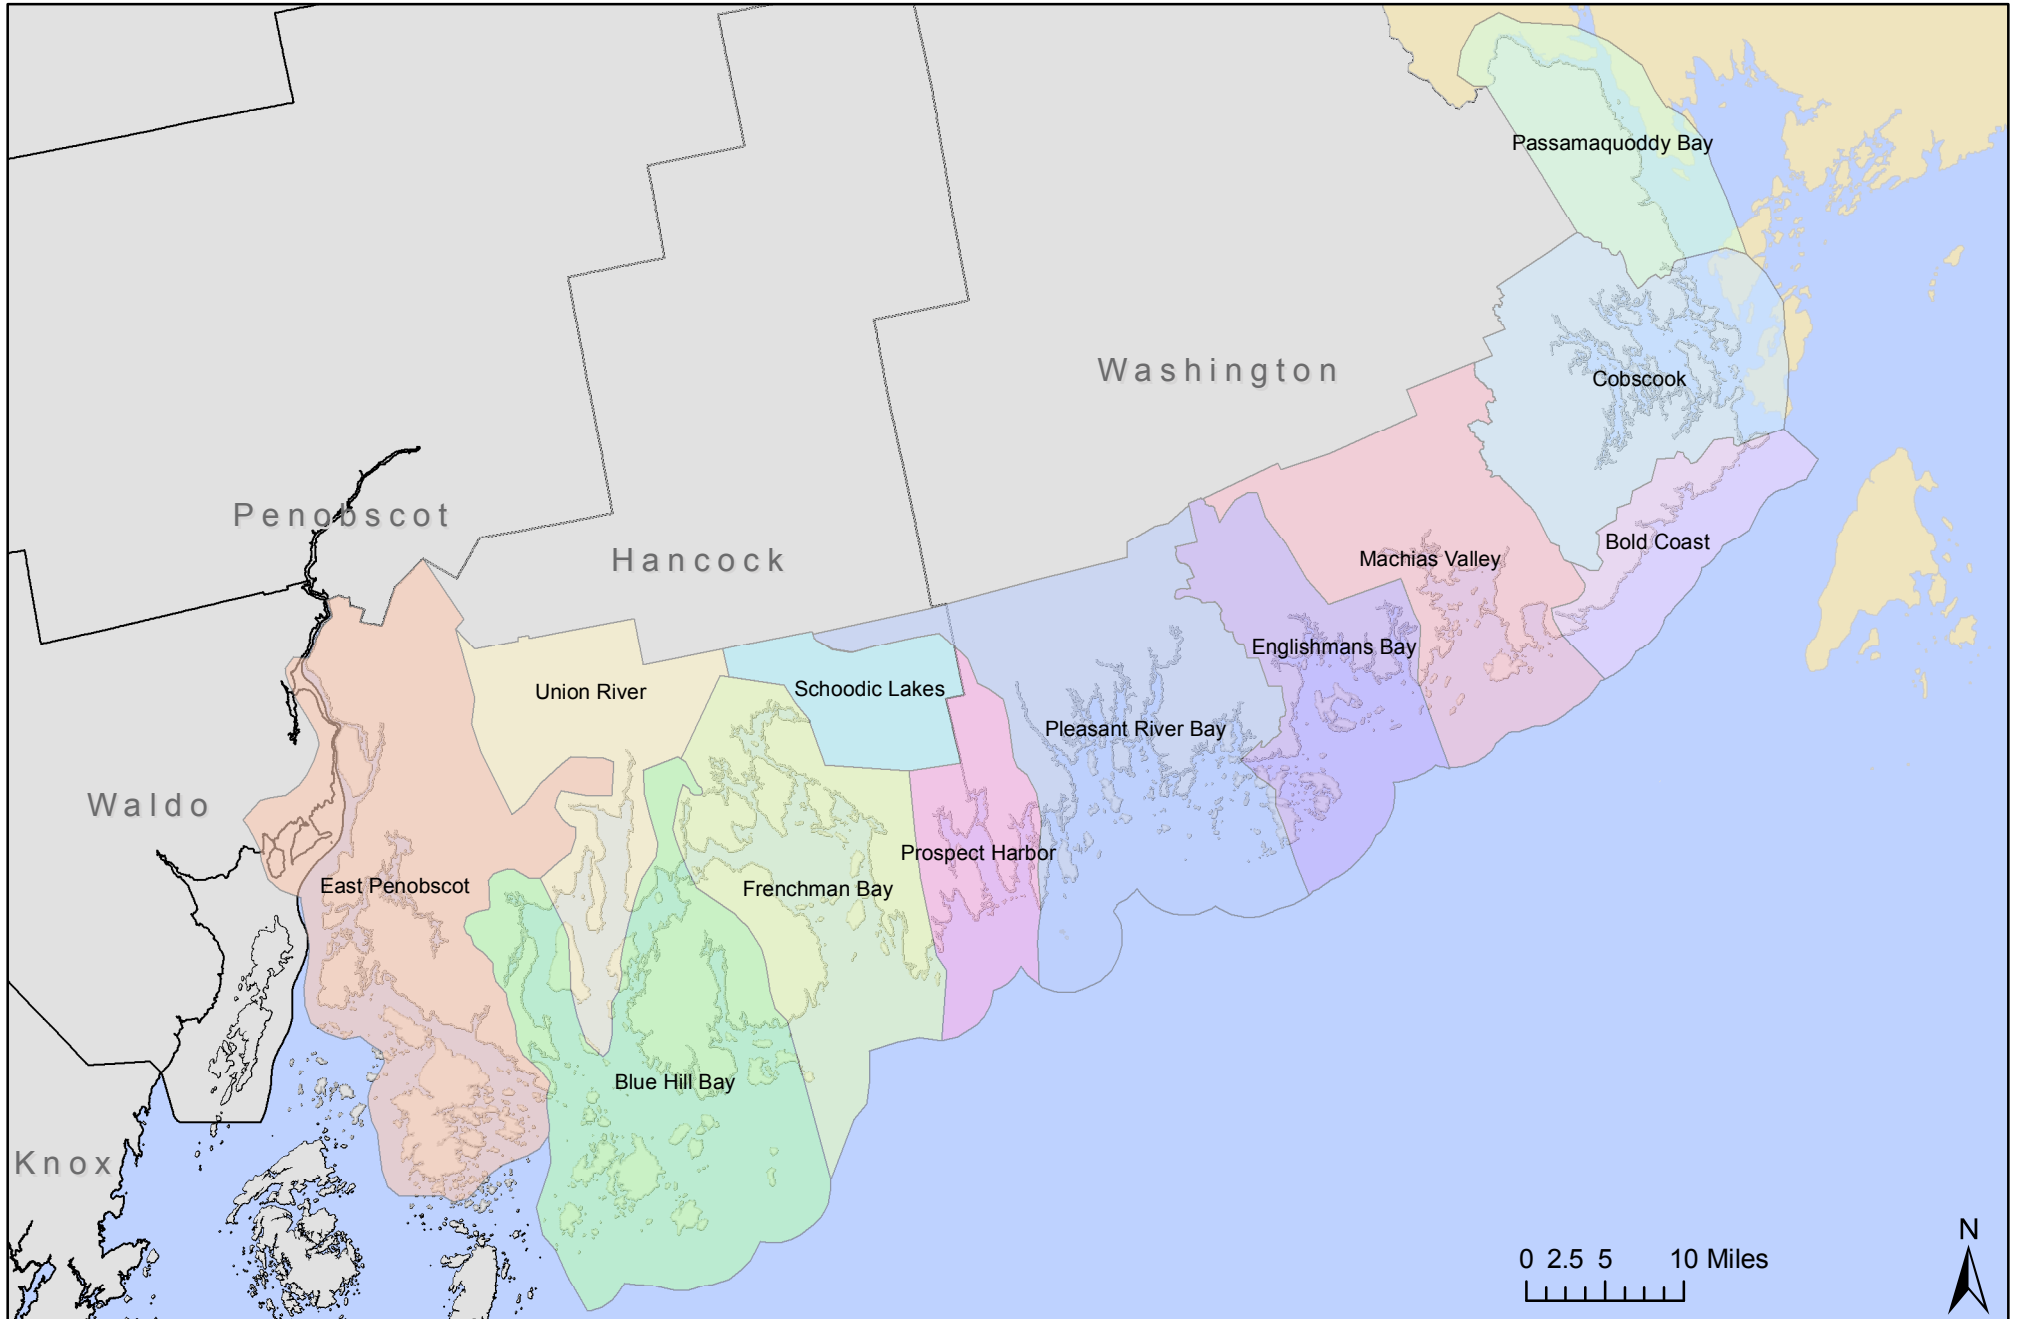 Passamaquoddy Bay
Washington
Cobscook
Penobscot
Hancock
Bold Coast
Machias Valley
Englishmans Bay
Union River
Schoodic Lakes
Pleasant River Bay
Waldo
Prospect Harbor
East Penobscot
Frenchman Bay
Blue Hill Bay
Knox
N
0 2.5 5 10 Miles